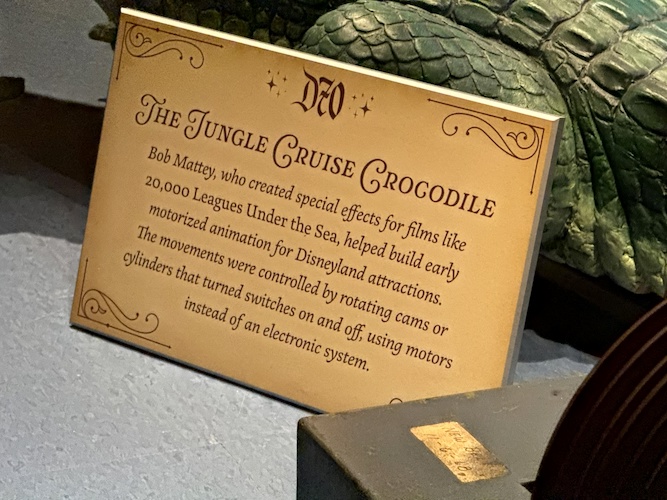 D70
The Jungle Cruise Crocodile
Bob Mattey, who created special effects for films like
20,000 Leagues Under the Sea, helped build early
motorized animation for Disneyland attractions.
The movements were controlled by rotating cams or
cylinders that turned switches on and off, using motors
instead of an electronic system.
New